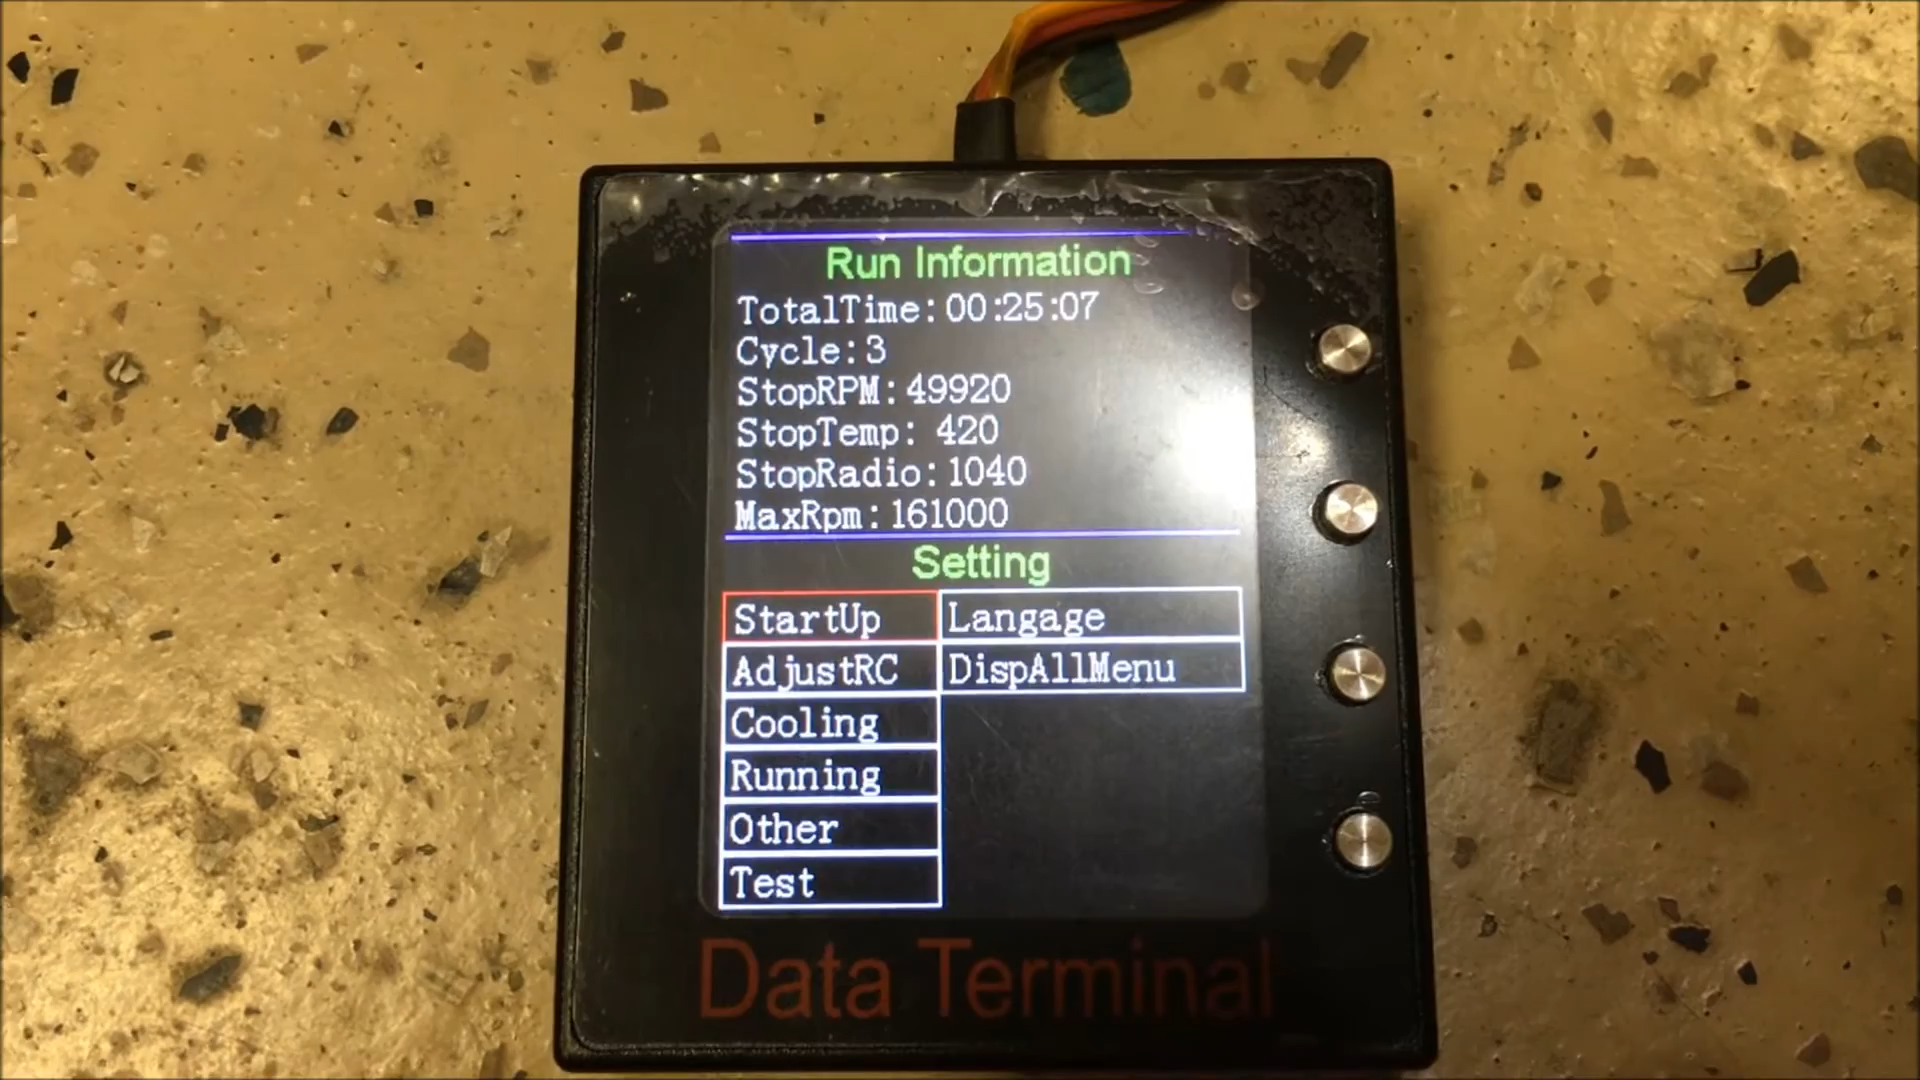 Run Information
TotalTime: 00:25:07
Cycle: 3
StopRPM: 49920
StopTemp: 420
StopRadio: 1040
MaxRpm: 161000
Setting
StartUp
Langage
AdjustRC
DispAllMenu
Cooling
Running
Other
Test
Data Terminal